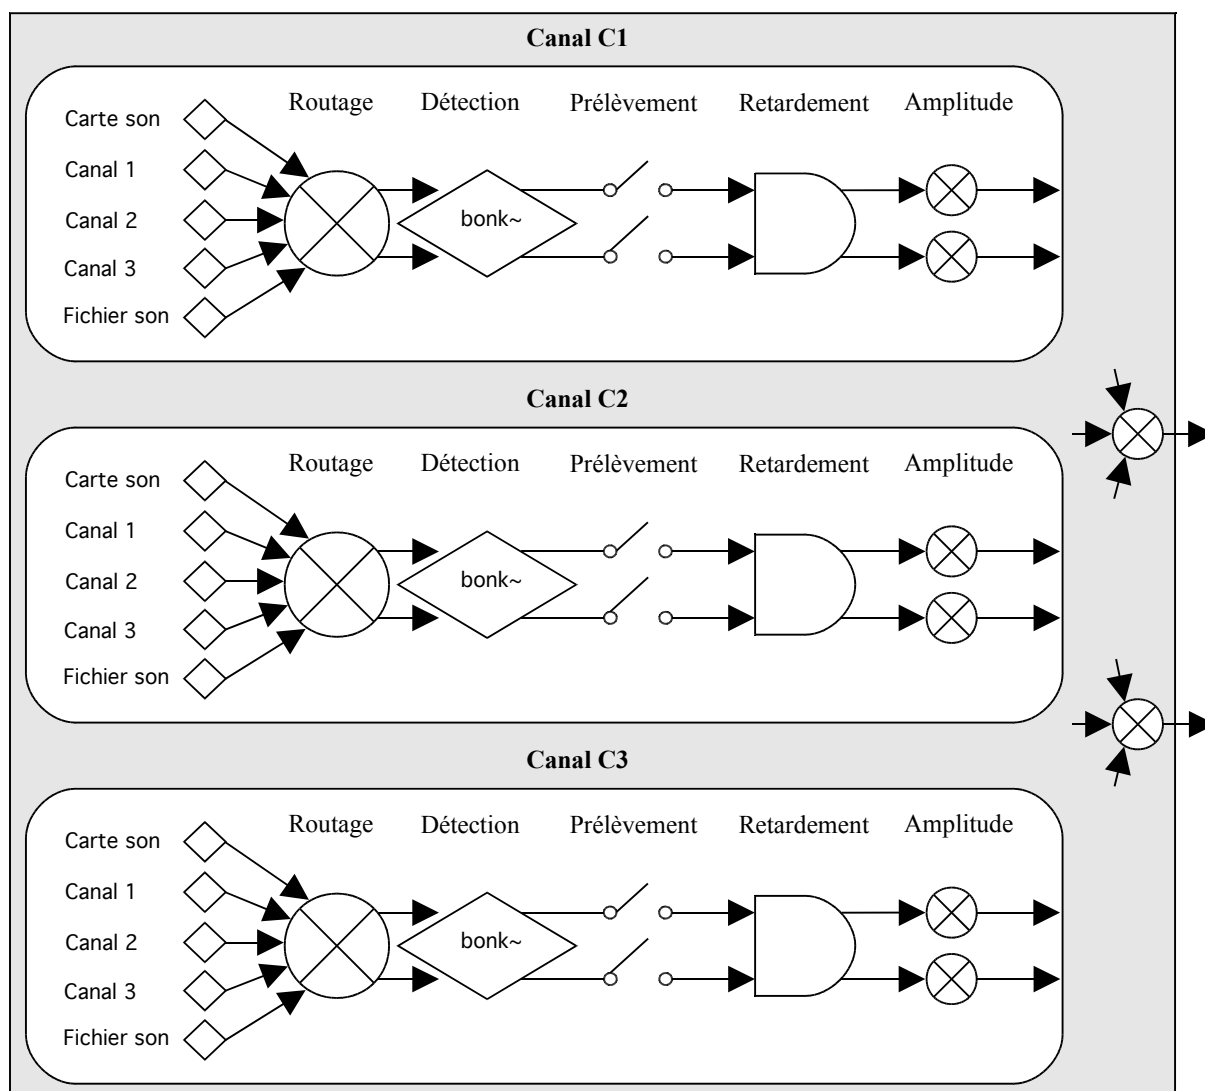 Canal C1
Routage Détection Prélèvement Retardement Amplitude
Carte son
Canal 1
Canal 2
bonk~
Canal 3
Fichier son
Canal C2
Routage Détection Prélèvement Retardement Amplitude
Carte son
Canal 1
Canal 2
bonk~
Canal 3
Fichier son
Canal C3
Routage Détection Prélèvement Retardement Amplitude
Carte son
Canal 1
Canal 2
bonk~
Canal 3
Fichier son